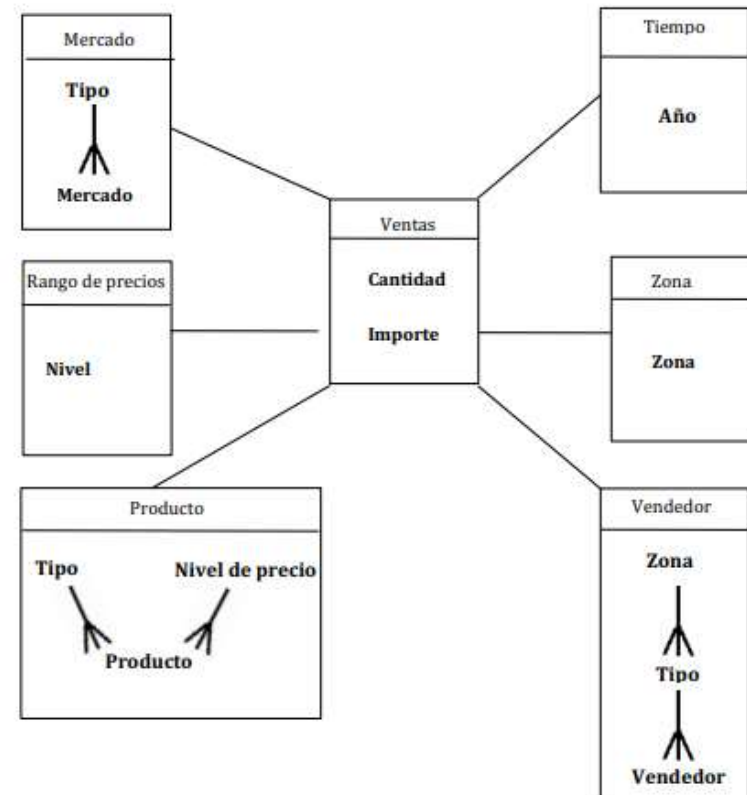 Mercado
Tipo
Mercado
Tiempo
Año
Ventas
Cantidad
Importe
Rango de precios
Nivel
Zona
Zona
Producto
Tipo
Nivel de precio
Producto
Vendedor
Zona
Tipo
Vendedor